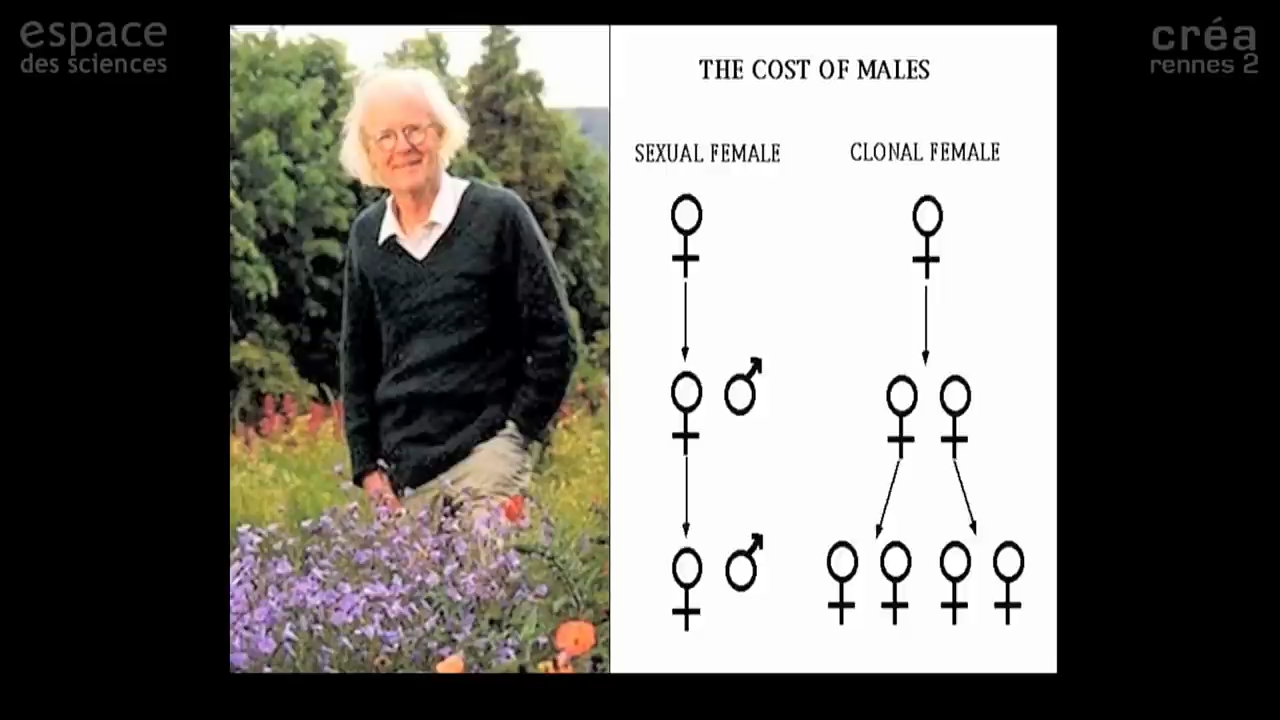 espace
des sciences
créa
rennes 2
THE COST OF MALES
SEXUAL FEMALE
CLONAL FEMALE